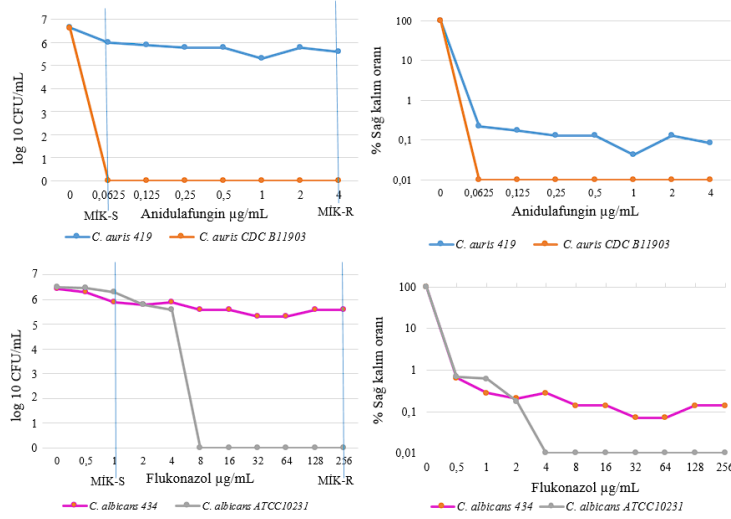 7
6
5
4
3
2
1
0
log 10 CFU/mL
0 0,0625 0,125 0,25 0,5 1 2 4
MİK-S Anidulafungin µg/mL MİK-R
C. auris 419 C. auris CDC B11903
100
10
1
0,1
0,01
% Sağ kalım oranı
0 0,0625 0,125 0,25 0,5 1 2 4
Anidulafungin µg/mL
C. auris 419 C. auris CDC B11903
7
6
5
4
3
2
1
0
log 10 CFU/mL
0 0,5 1 2 4 8 16 32 64 128 256
MİK-S Flukonazol µg/mL MİK-R
C. albicans 434 C. albicans ATCC10231
100
10
1
0,1
0,01
% Sağ kalım oranı
0 0,5 1 2 4 8 16 32 64 128 256
Flukonazol µg/mL
C. albicans 434 C. albicans ATCC10231